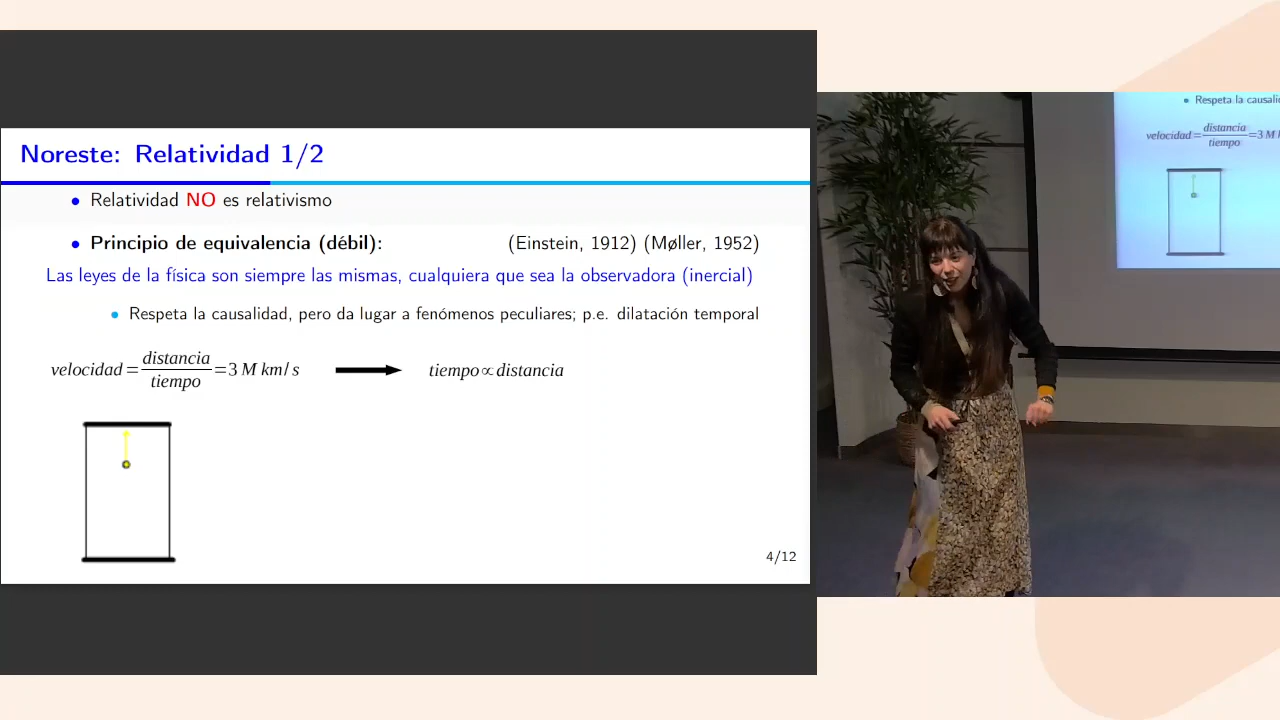 Noreste: Relatividad 1/2
• Relatividad NO es relativismo
• Principio de equivalencia (débil): (Einstein, 1912) (Møller, 1952)
Las leyes de la física son siempre las mismas, cualquiera que sea la observadora (inercial)
• Respeta la causalidad, pero da lugar a fenómenos peculiares; p.e. dilatación temporal
velocidad = distancia/tiempo = 3 M km/s → tiempo ∝ distancia
4/12
• Respeta la causali
velocidad = distancia/tiempo = 3 M